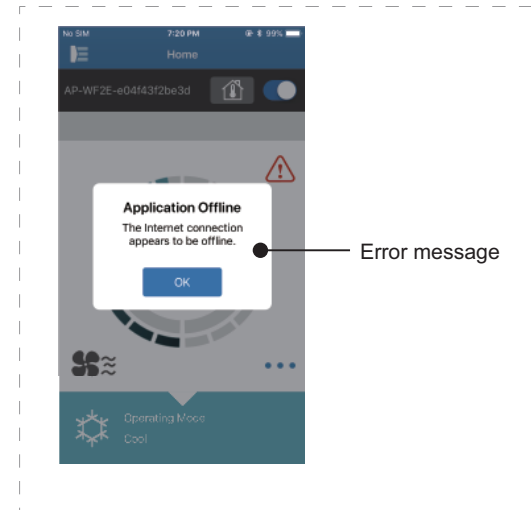 No SIM 7:20 PM 99%
Home
AP-WF2E-e04f43f2be3d
Application Offline
The Internet connection
appears to be offline.
OK
Error message
Operating Mode
Cool